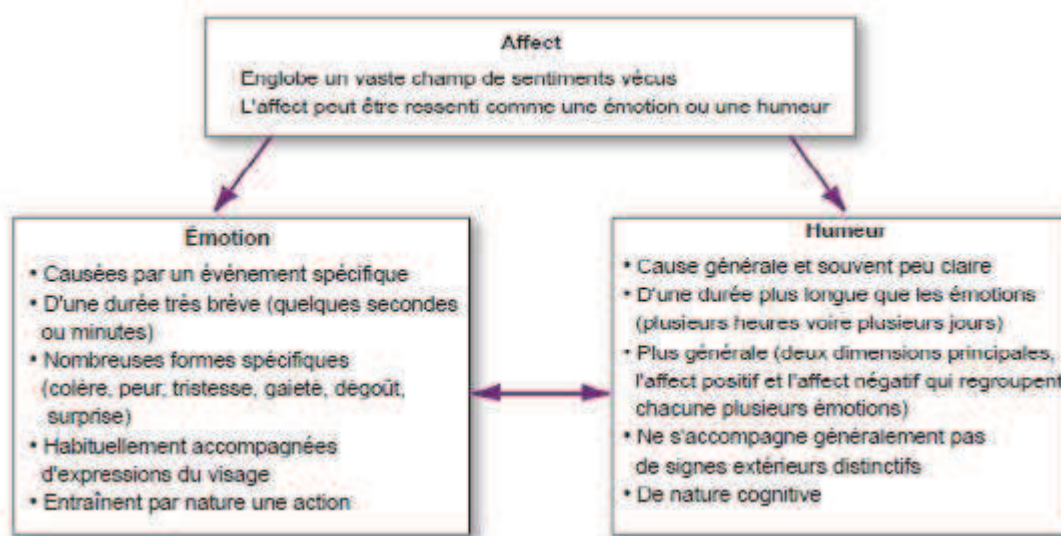 Affect
Englobe un vaste champ de sentiments vécus
L'affect peut être ressenti comme une émotion ou une humeur
Émotion
• Causées par un événement spécifique
• D'une durée très brève (quelques secondes
ou minutes)
• Nombreuses formes spécifiques
(colère, peur, tristesse, gaieté, dégoût,
surprise)
• Habituellement accompagnées
d'expressions du visage
• Entraînent par nature une action
Humeur
• Cause générale et souvent peu claire
• D'une durée plus longue que les émotions
(plusieurs heures voire plusieurs jours)
• Plus générale (deux dimensions principales,
l'affect positif et l'affect négatif qui regroupent
chacune plusieurs émotions)
• Ne s'accompagne généralement pas
de signes extérieurs distinctifs
• De nature cognitive